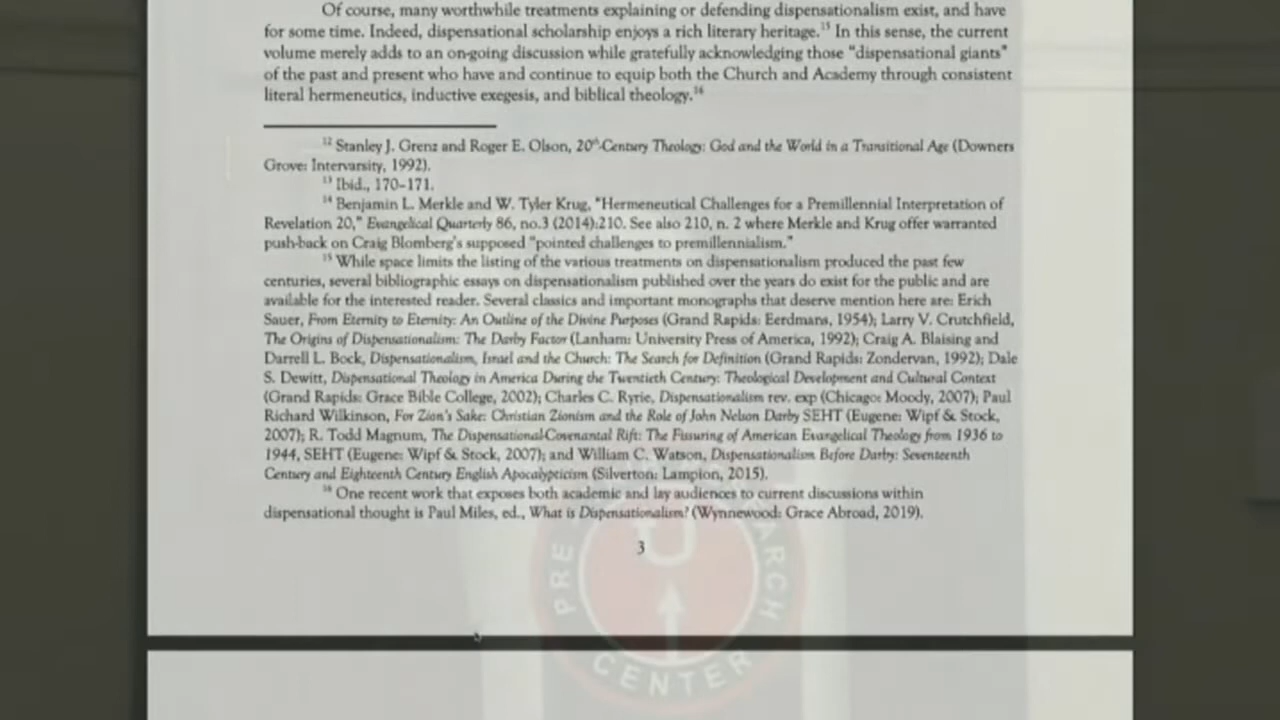 Of course, many worthwhile treatments explaining or defending dispensationalism exist, and have
for some time. Indeed, dispensational scholarship enjoys a rich literary heritage.15 In this sense, the current
volume merely adds to an on-going discussion while gratefully acknowledging those "dispensational giants"
of the past and present who have and continue to equip both the Church and Academy through consistent
literal hermeneutics, inductive exegesis, and biblical theology.16
12 Stanley J. Grenz and Roger E. Olson, 20th-Century Theology: God and the World in a Transitional Age (Downers
Grove: Intervarsity, 1992).
13 Ibid., 170–171.
14 Benjamin L. Merkle and W. Tyler Krug, "Hermeneutical Challenges for a Premillennial Interpretation of
Revelation 20," Evangelical Quarterly 86, no.3 (2014):210. See also 210, n. 2 where Merkle and Krug offer warranted
push-back on Craig Blomberg's supposed "pointed challenges to premillennialism."
15 While space limits the listing of the various treatments on dispensationalism produced the past few
centuries, several bibliographic essays on dispensationalism published over the years do exist for the public and are
available for the interested reader. Several classics and important monographs that deserve mention here are: Erich
Sauer, From Eternity to Eternity: An Outline of the Divine Purposes (Grand Rapids: Eerdmans, 1954); Larry V. Crutchfield,
The Origins of Dispensationalism: The Darby Factor (Lanham: University Press of America, 1992); Craig A. Blaising and
Darrell L. Bock, Dispensationalism, Israel and the Church: The Search for Definition (Grand Rapids: Zondervan, 1992); Dale
S. Dewitt, Dispensational Theology in America During the Twentieth Century: Theological Development and Cultural Context
(Grand Rapids: Grace Bible College, 2002); Charles C. Ryrie, Dispensationalism rev. exp (Chicago: Moody, 2007); Paul
Richard Wilkinson, For Zion's Sake: Christian Zionism and the Role of John Nelson Darby SEHT (Eugene: Wipf & Stock,
2007); R. Todd Magnum, The Dispensational-Covenantal Rift: The Fissuring of American Evangelical Theology from 1936 to
1944, SEHT (Eugene: Wipf & Stock, 2007); and William C. Watson, Dispensationalism Before Darby: Seventeenth
Century and Eighteenth Century English Apocalypticism (Silverton: Lampion, 2015).
16 One recent work that exposes both academic and lay audiences to current discussions within
dispensational thought is Paul Miles, ed., What is Dispensationalism? (Wynnewood: Grace Abroad, 2019).
3
PRE
CENTER